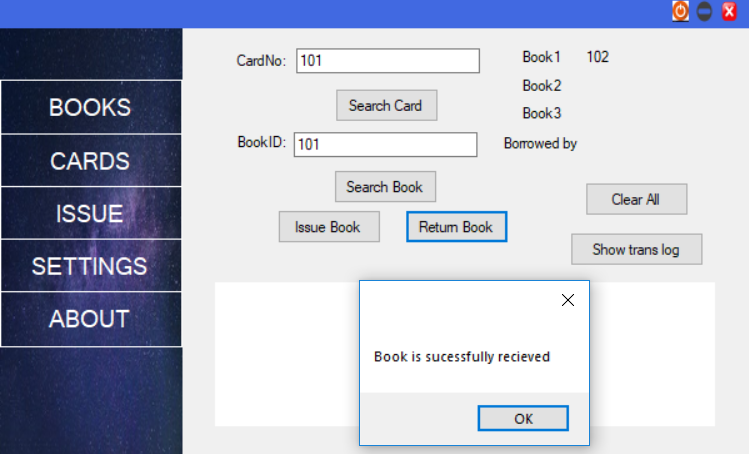 CardNo: 101
Book1 102
Book2
Search Card
Book3
BOOKS
BookID: 101
Borrowed by
CARDS
Search Book
Clear All
ISSUE
Issue Book
Return Book
Show trans log
SETTINGS
ABOUT
Book is sucessfully recieved
OK